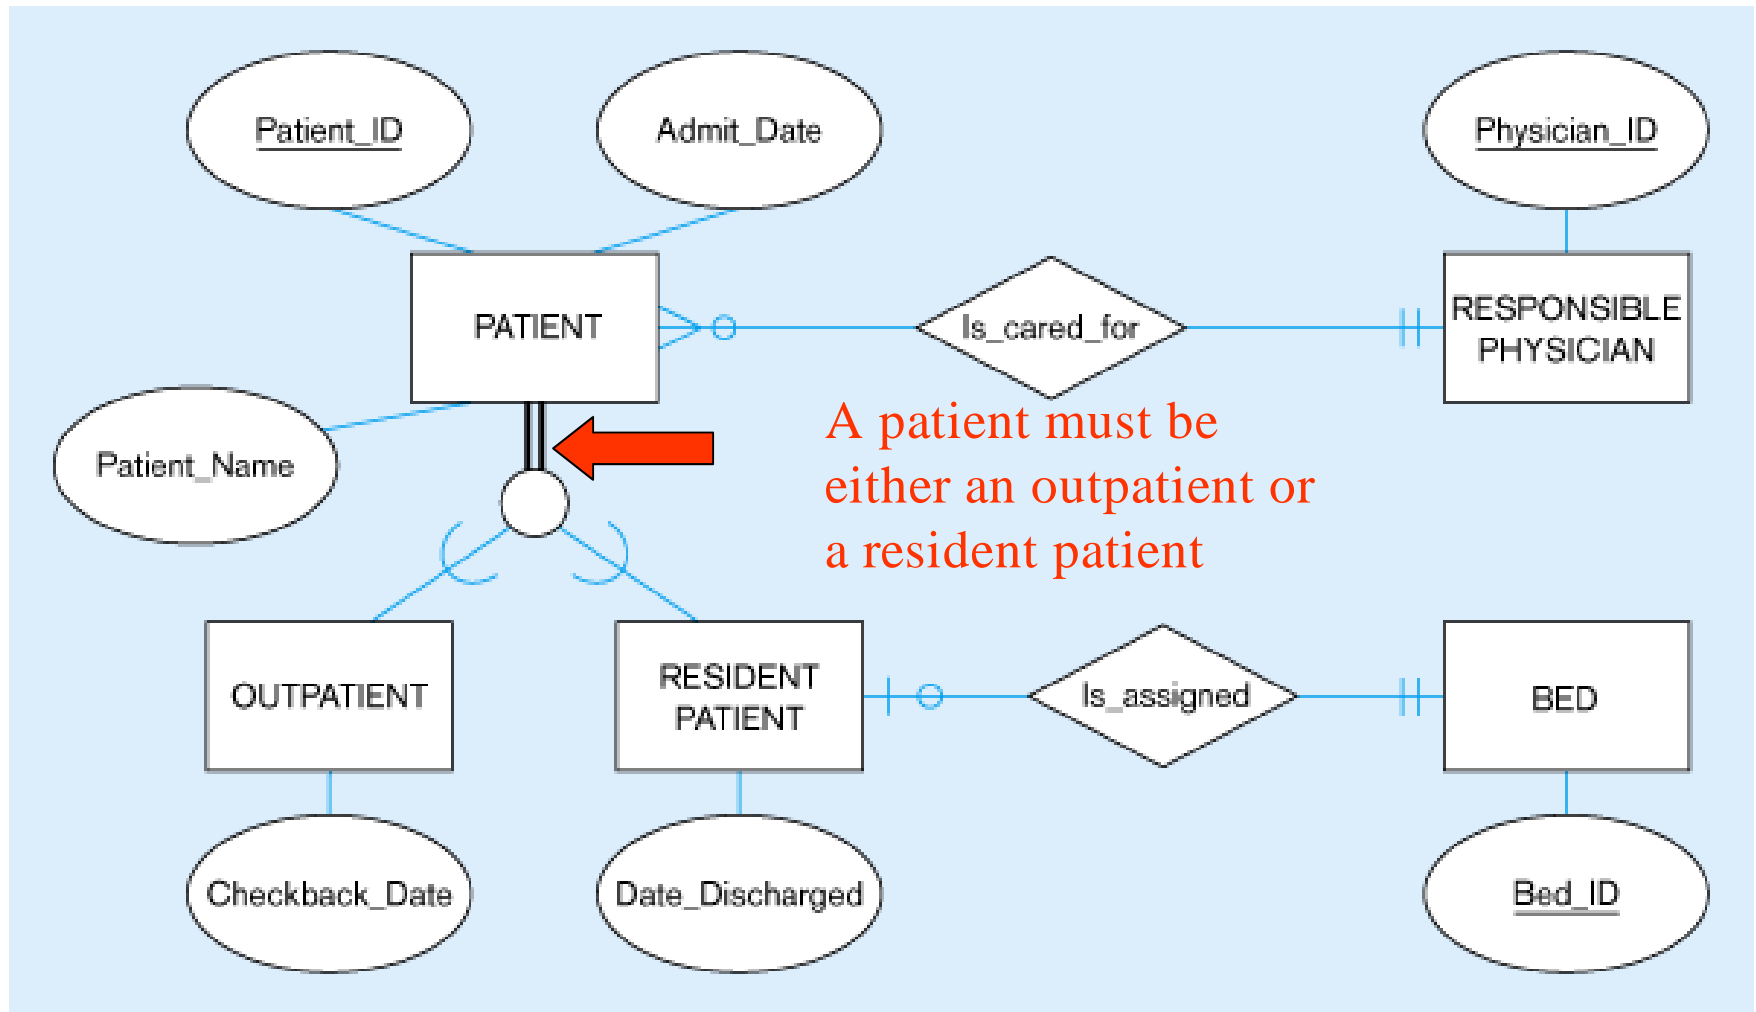 Patient_ID
Admit_Date
Physician_ID
PATIENT
Is_cared_for
RESPONSIBLE
PHYSICIAN
Patient_Name
A patient must be
either an outpatient or
a resident patient
OUTPATIENT
RESIDENT
PATIENT
Is_assigned
BED
Checkback_Date
Date_Discharged
Bed_ID